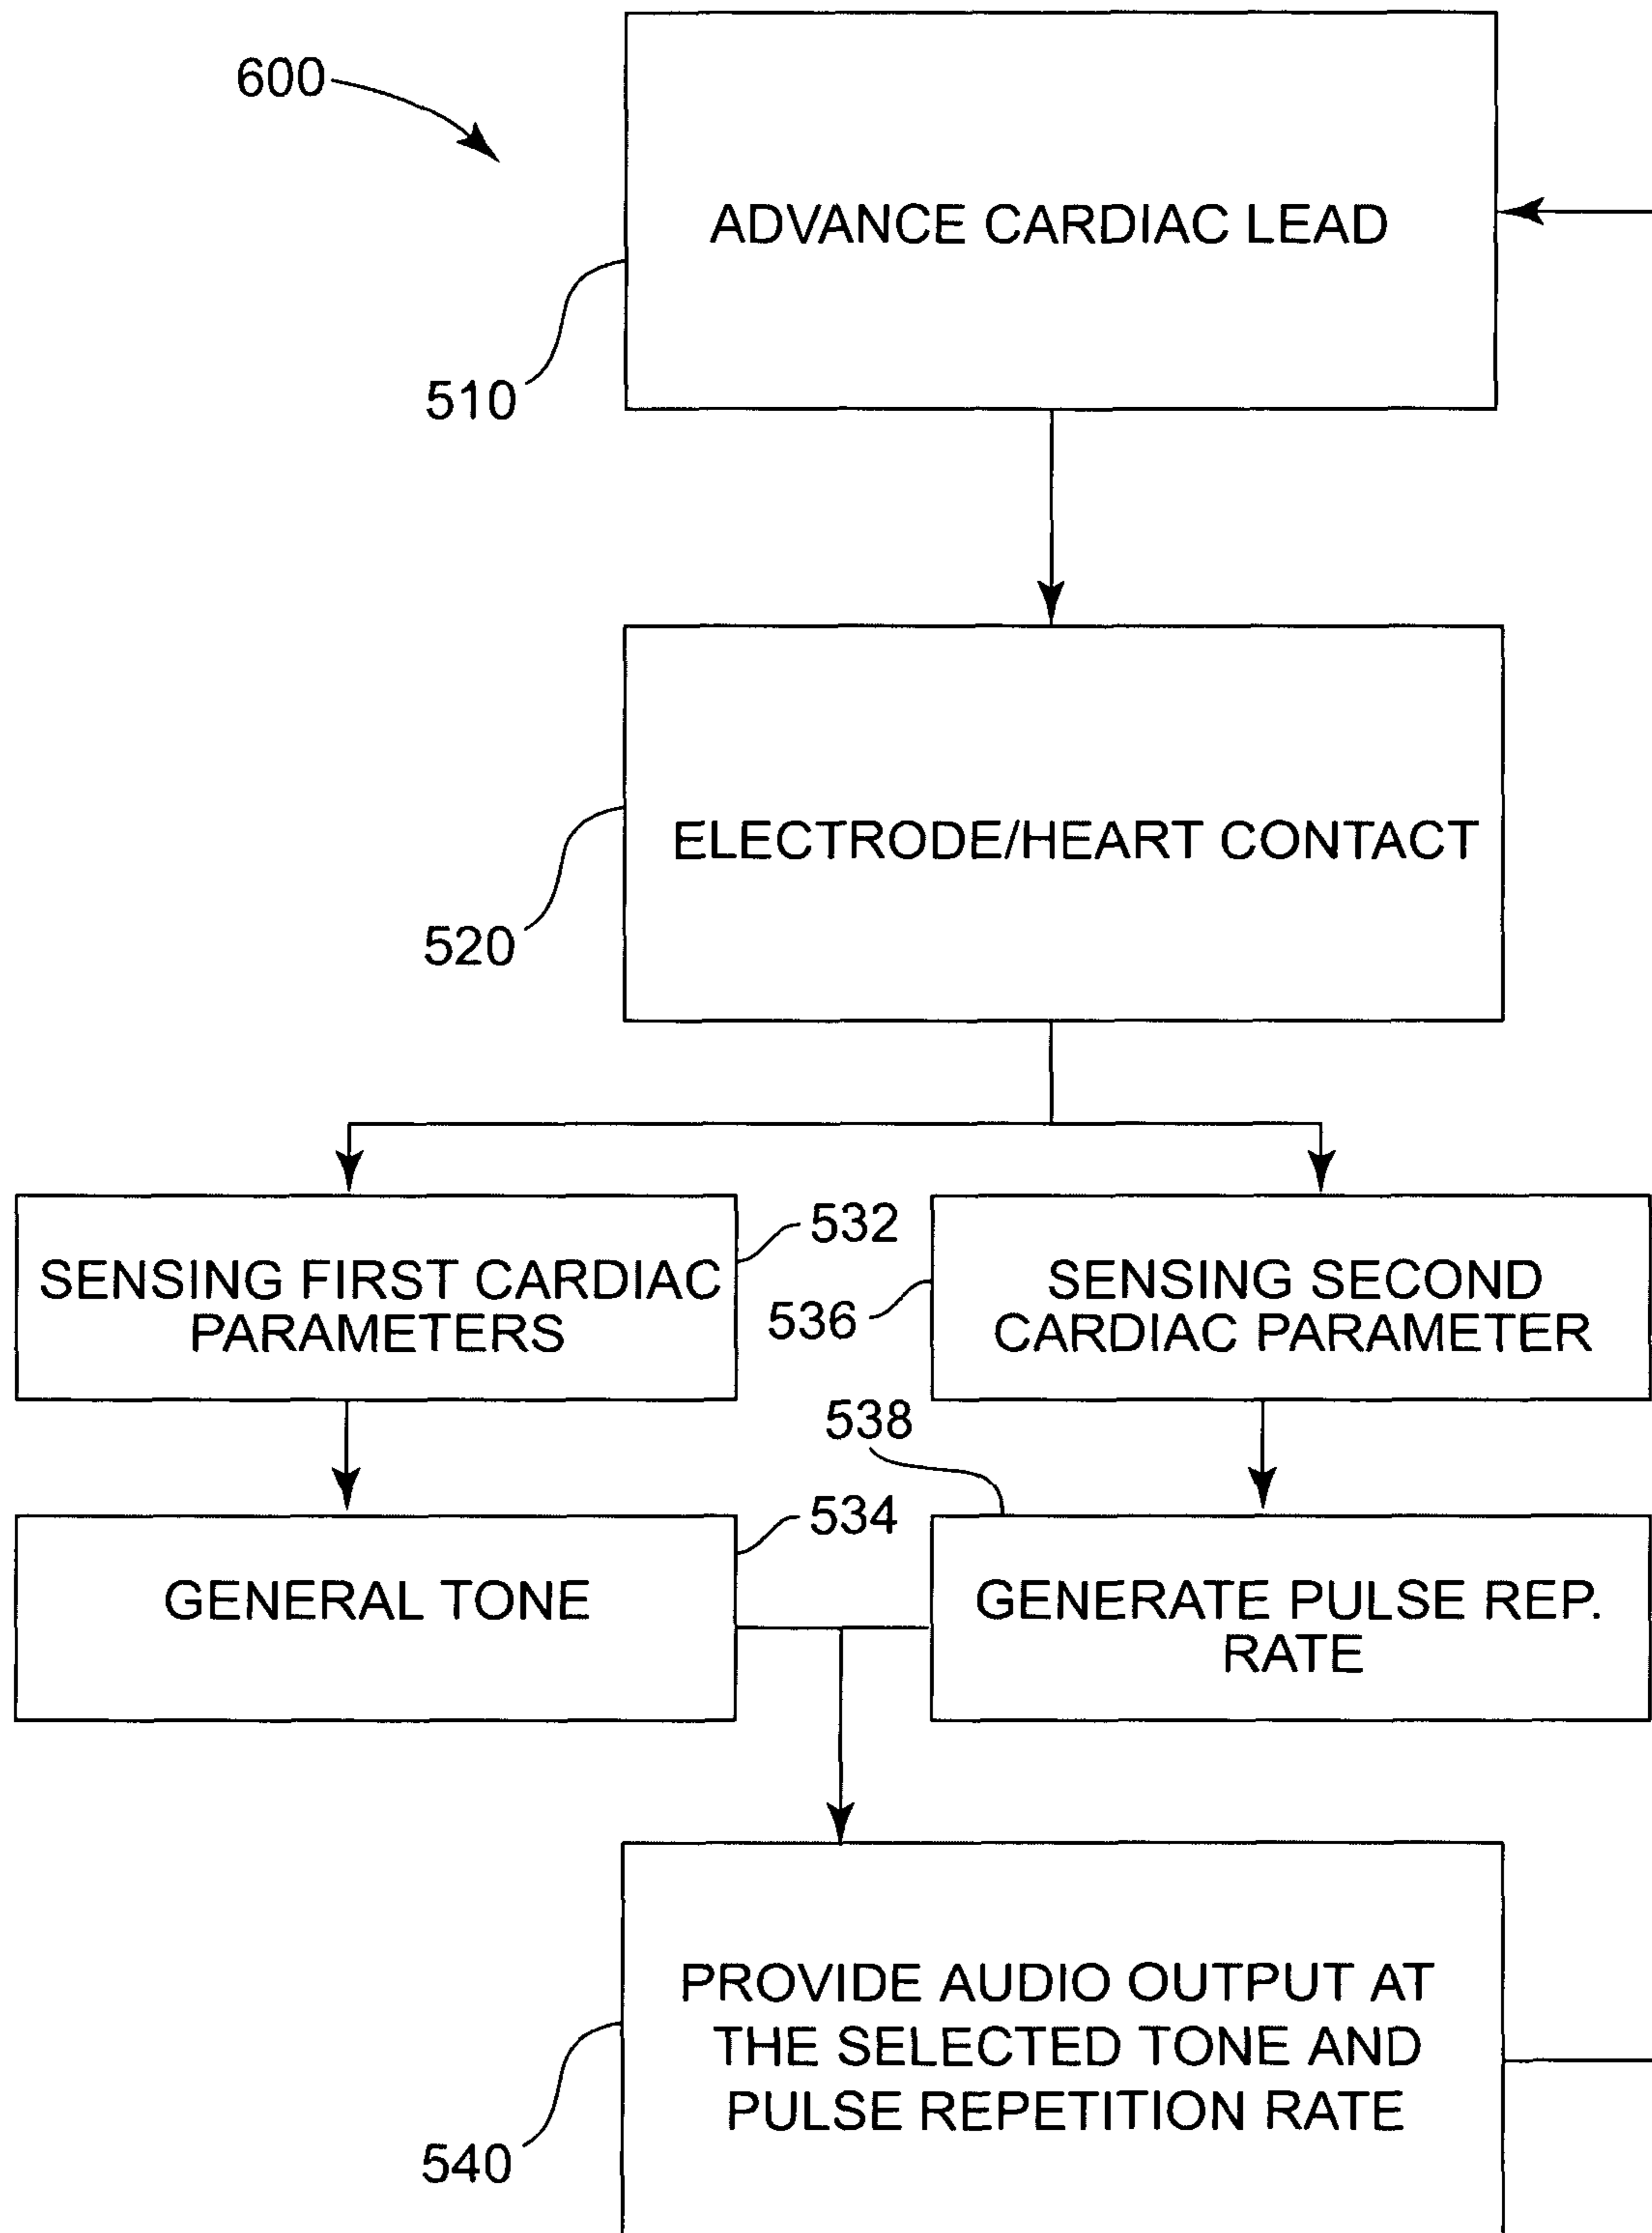 600
ADVANCE CARDIAC LEAD
510
ELECTRODE/HEART CONTACT
520
SENSING FIRST CARDIAC
PARAMETERS
532
536
SENSING SECOND
CARDIAC PARAMETER
538
GENERAL TONE
534
GENERATE PULSE REP.
RATE
PROVIDE AUDIO OUTPUT AT
THE SELECTED TONE AND
PULSE REPETITION RATE
540